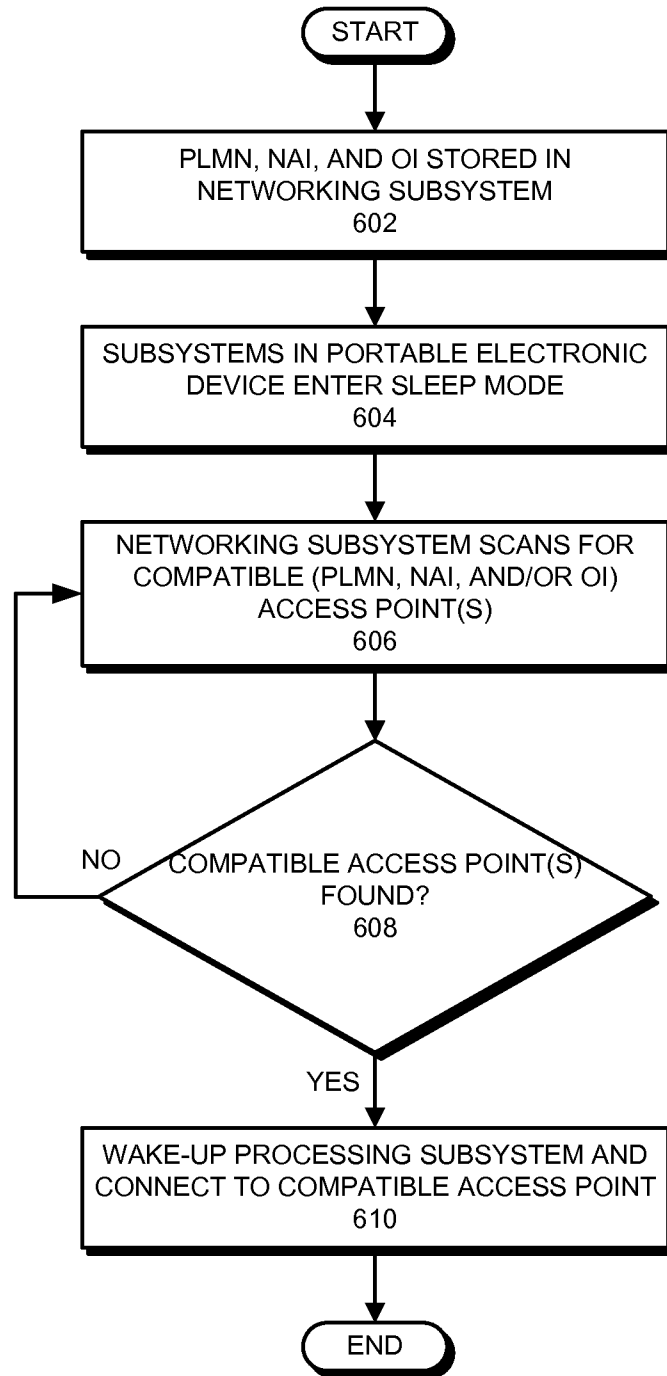 START
PLMN, NAI, AND OI STORED IN
NETWORKING SUBSYSTEM
602
SUBSYSTEMS IN PORTABLE ELECTRONIC
DEVICE ENTER SLEEP MODE
604
NETWORKING SUBSYSTEM SCANS FOR
COMPATIBLE (PLMN, NAI, AND/OR OI)
ACCESS POINT(S)
606
NO
COMPATIBLE ACCESS POINT(S)
FOUND?
608
YES
WAKE-UP PROCESSING SUBSYSTEM AND
CONNECT TO COMPATIBLE ACCESS POINT
610
END